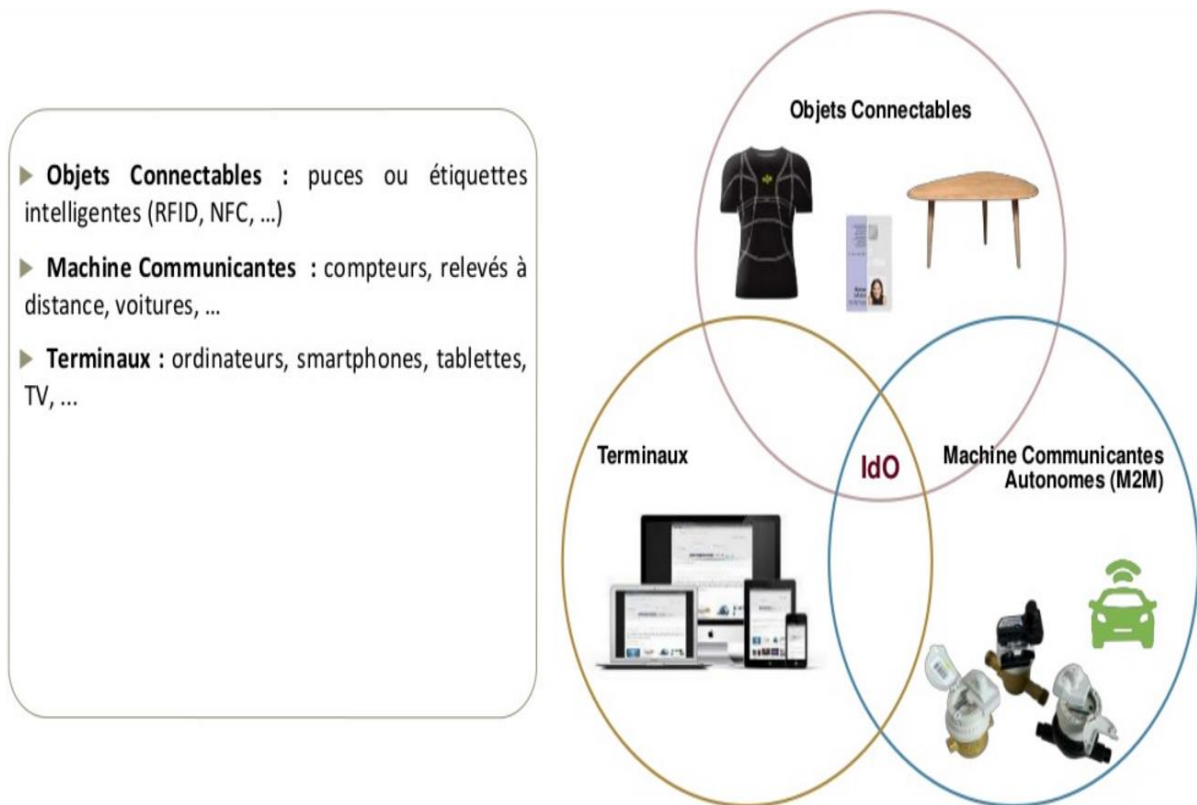 ▶ Objets Connectables : puces ou étiquettes
intelligentes (RFID, NFC, ...)
▶ Machine Communicantes : compteurs, relevés à
distance, voitures, ...
▶ Terminaux : ordinateurs, smartphones, tablettes,
TV, ...
Objets Connectables
Terminaux
IdO
Machine Communicantes
Autonomes (M2M)